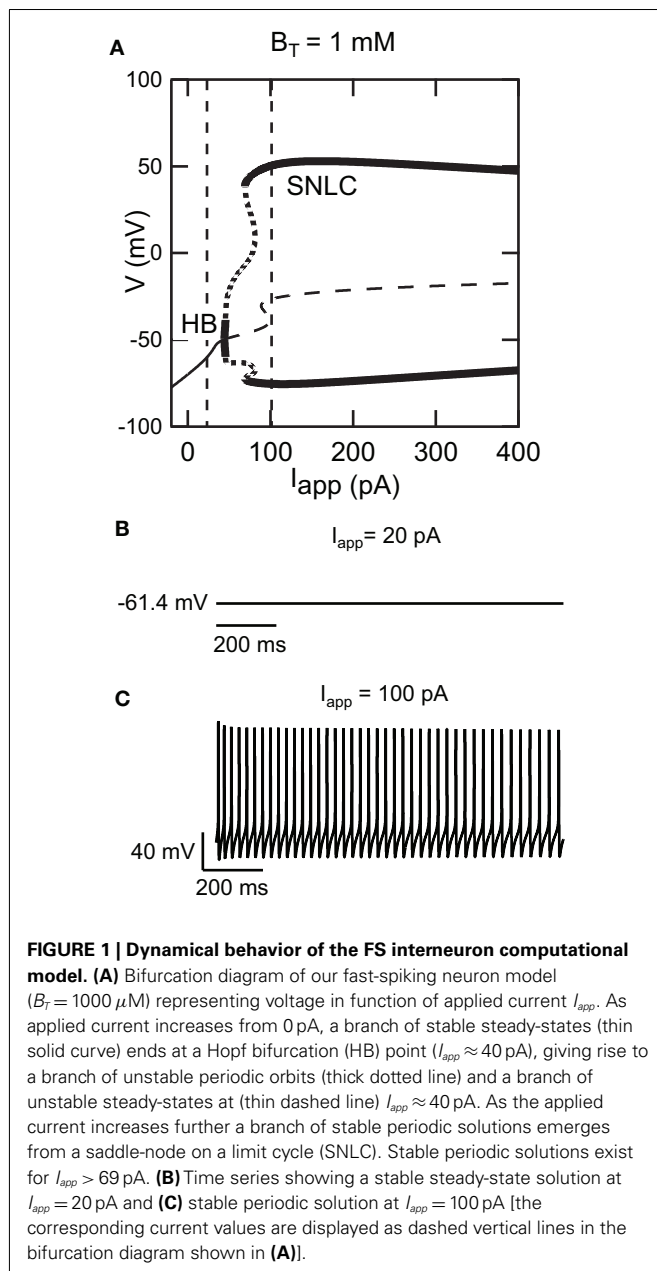 A
B_T = 1 mM
100
50
0
-50
-100
V (mV)
SNLC
HB
0 100 200 300 400
I_app (pA)
B
I_app = 20 pA
-61.4 mV
200 ms
C
I_app = 100 pA
40 mV
200 ms
FIGURE 1 | Dynamical behavior of the FS interneuron computational
model. (A) Bifurcation diagram of our fast-spiking neuron model
(B_T = 1000 μM) representing voltage in function of applied current I_app. As
applied current increases from 0 pA, a branch of stable steady-states (thin
solid curve) ends at a Hopf bifurcation (HB) point (I_app ≈ 40 pA), giving rise to
a branch of unstable periodic orbits (thick dotted line) and a branch of
unstable steady-states at (thin dashed line) I_app ≈ 40 pA. As the applied
current increases further a branch of stable periodic solutions emerges
from a saddle-node on a limit cycle (SNLC). Stable periodic solutions exist
for I_app > 69 pA. (B) Time series showing a stable steady-state solution at
I_app = 20 pA and (C) stable periodic solution at I_app = 100 pA [the
corresponding current values are displayed as dashed vertical lines in the
bifurcation diagram shown in (A)].